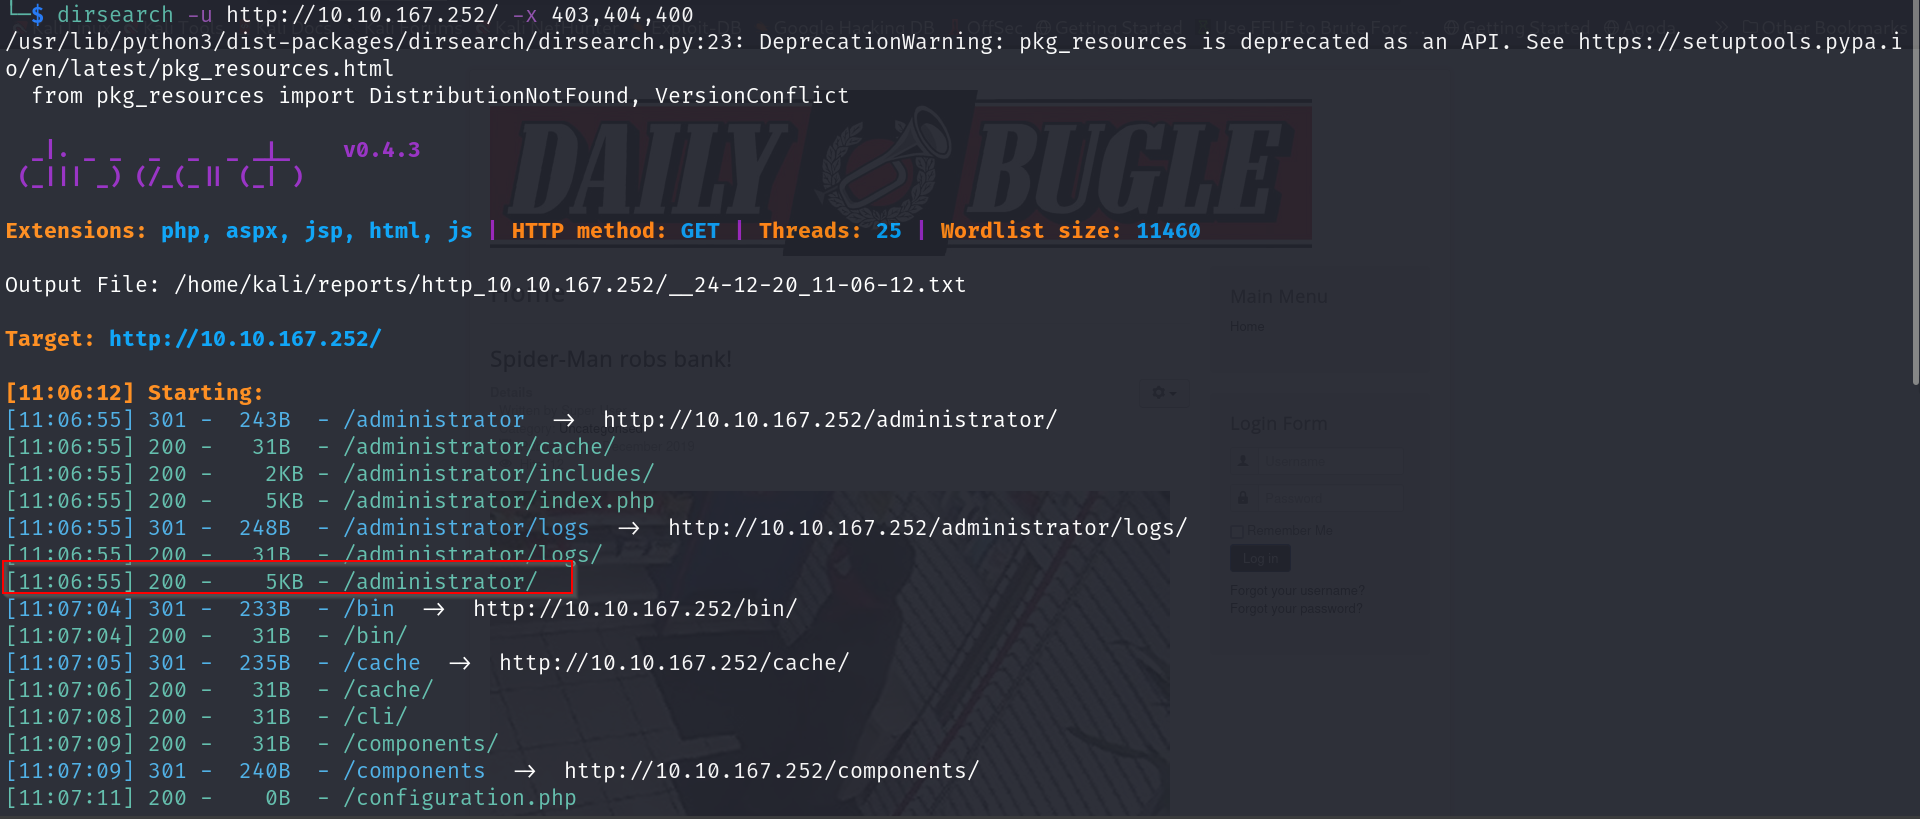 └─$ dirsearch -u http://10.10.167.252/ -x 403,404,400
/usr/lib/python3/dist-packages/dirsearch/dirsearch.py:23: DeprecationWarning: pkg_resources is deprecated as an API. See https://setuptools.pypa.i
o/en/latest/pkg_resources.html
from pkg_resources import DistributionNotFound, VersionConflict
DAILY BUGLE
v0.4.3
Extensions: php, aspx, jsp, html, js | HTTP method: GET | Threads: 25 | Wordlist size: 11460
Output File: /home/kali/reports/http_10.10.167.252/__24-12-20_11-06-12.txt
Home
Main Menu
Home
Target: http://10.10.167.252/
Spider-Man robs bank!
[11:06:12] Starting:
[11:06:55] 301 -  243B  - /administrator  →  http://10.10.167.252/administrator/
Login Form
[11:06:55] 200 -   31B  - /administrator/cache/
[11:06:55] 200 -    2KB - /administrator/includes/
[11:06:55] 200 -    5KB - /administrator/index.php
Password
[11:06:55] 301 -  248B  - /administrator/logs  →  http://10.10.167.252/administrator/logs/
Remember Me
[11:06:55] 200 -   31B  - /administrator/logs/
Log in
[11:06:55] 200 -    5KB - /administrator/
Forgot your username?
[11:07:04] 301 -  233B  - /bin  →  http://10.10.167.252/bin/
Forgot your password?
[11:07:04] 200 -   31B  - /bin/
[11:07:05] 301 -  235B  - /cache  →  http://10.10.167.252/cache/
[11:07:06] 200 -   31B  - /cache/
[11:07:08] 200 -   31B  - /cli/
[11:07:09] 200 -   31B  - /components/
[11:07:09] 301 -  240B  - /components  →  http://10.10.167.252/components/
[11:07:11] 200 -    0B  - /configuration.php